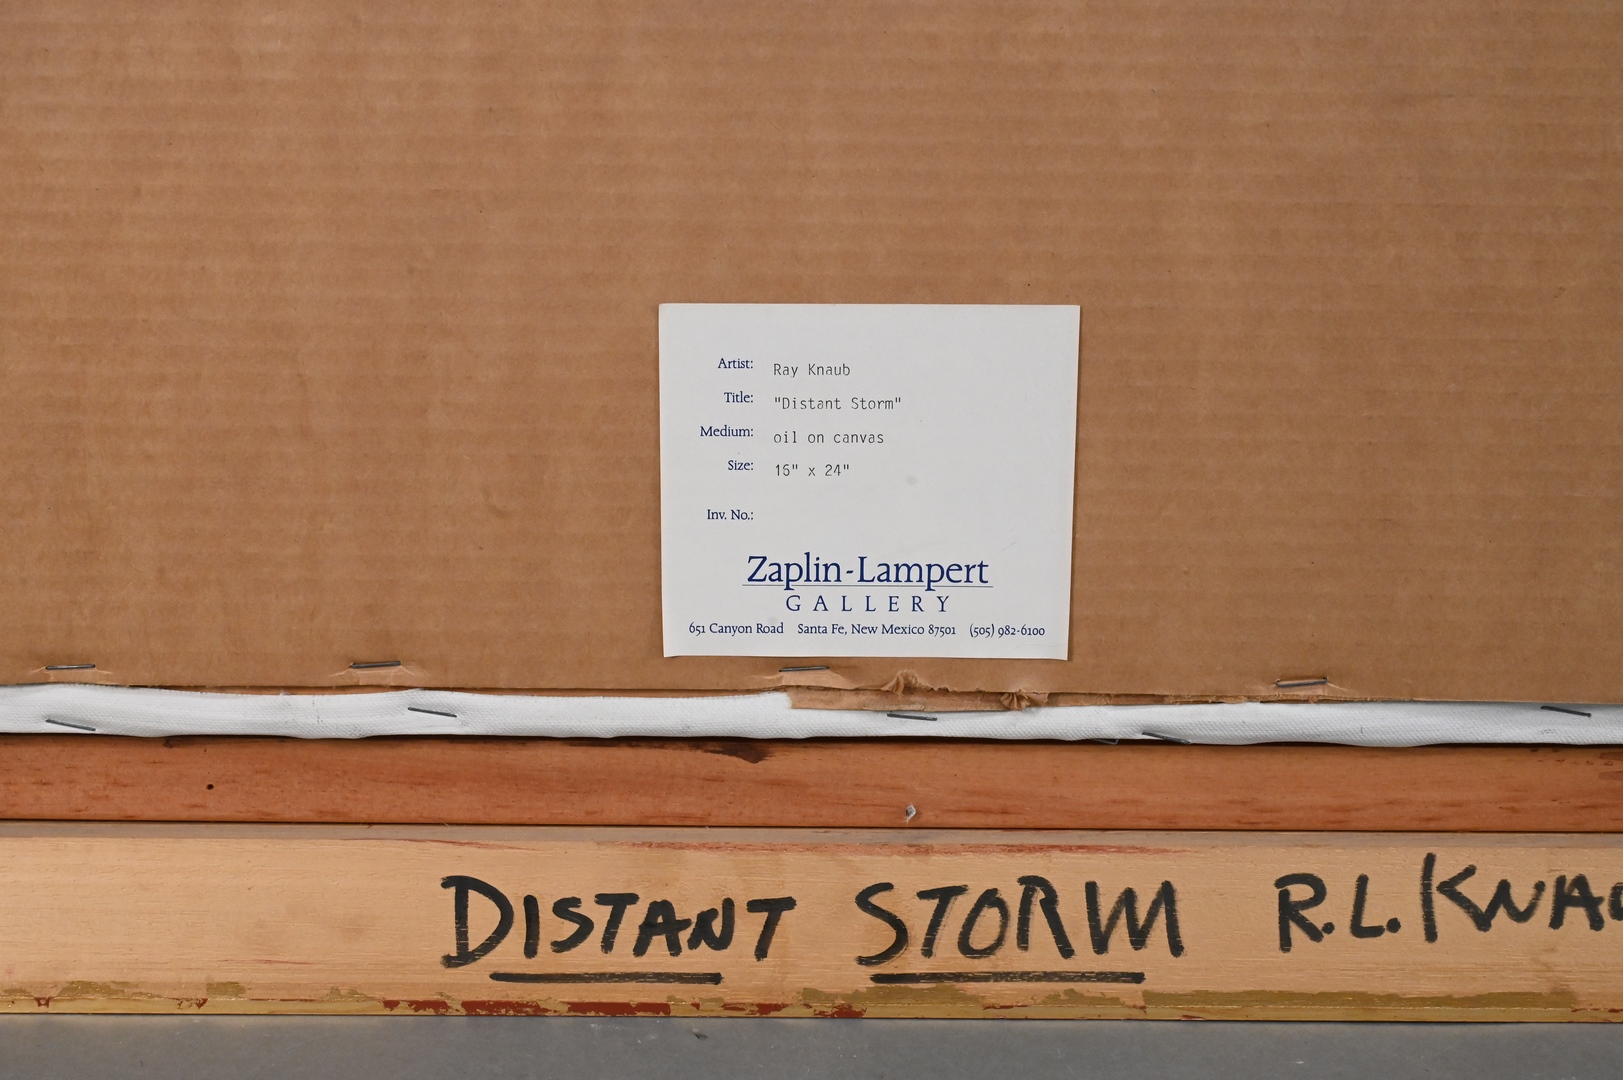 Artist: Ray Knaub
Title: "Distant Storm"
Medium: oil on canvas
Size: 16" x 24"
Inv. No.:
Zaplin-Lampert
GALLERY
651 Canyon Road Santa Fe, New Mexico 87501 (505) 982-6100
DISTANT STORM R.L. KNAU